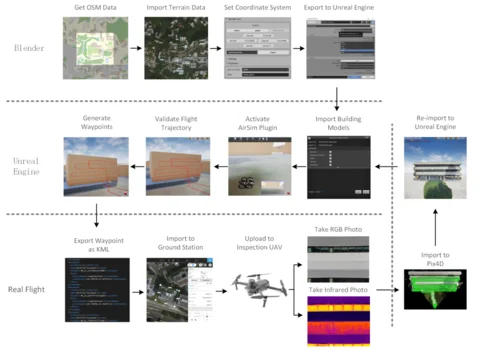 Get OSM Data
Import Terrain Data
Set Coordinate System
Export to Unreal Engine
Blender
Generate
Waypoints
Validate Flight
Trajectory
Activate
AirSim Plugin
Import Building
Models
Re-import to
Unreal Engine
Unreal
Engine
Export Waypoint
as KML
Import to
Ground Station
Upload to
Inspection UAV
Take RGB Photo
Take Infrared Photo
Import to
Pix4D
Real Flight